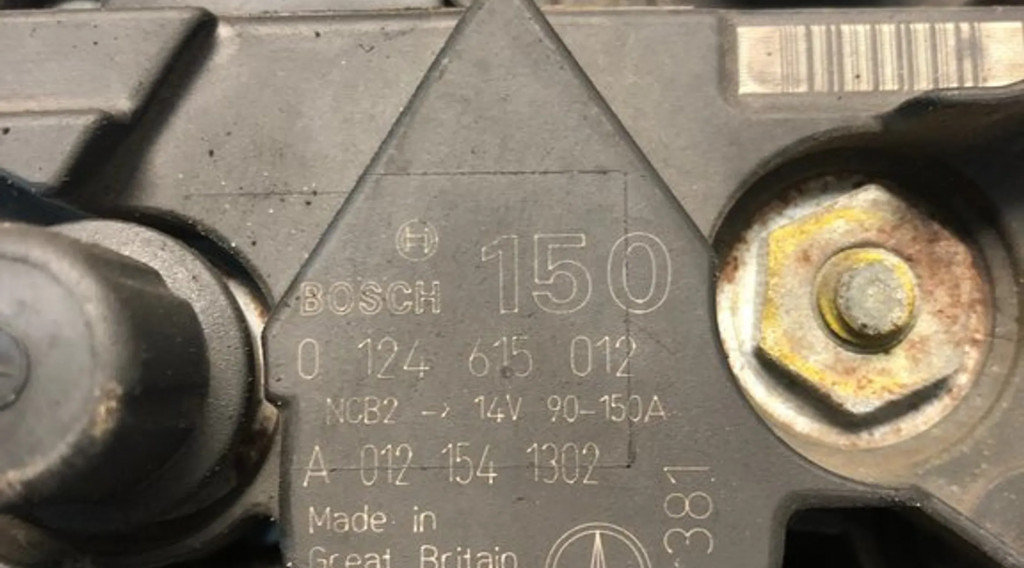 BOSCH 150
0 124 615 012
NCB2 → 14V 90-150A
A 012 154 1302
Made in
Great Britain
381